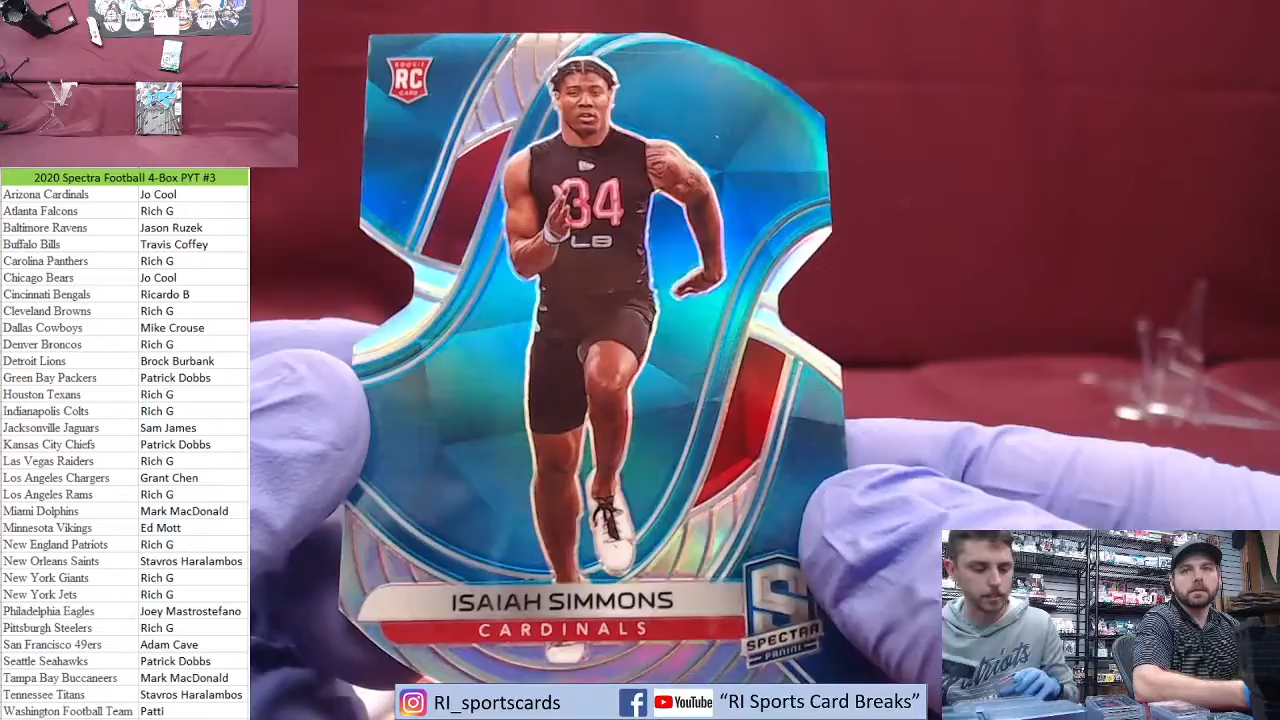 2020 Spectra Football 4-Box PYT #3
Arizona Cardinals Jo Cool
Atlanta Falcons Rich G
Baltimore Ravens Jason Ruzek
Buffalo Bills Travis Coffey
Carolina Panthers Rich G
Chicago Bears Jo Cool
Cincinnati Bengals Ricardo B
Cleveland Browns Rich G
Dallas Cowboys Mike Crouse
Denver Broncos Rich G
Detroit Lions Brock Burbank
Green Bay Packers Patrick Dobbs
Houston Texans Rich G
Indianapolis Colts Rich G
Jacksonville Jaguars Sam James
Kansas City Chiefs Patrick Dobbs
Las Vegas Raiders Rich G
Los Angeles Chargers Grant Chen
Los Angeles Rams Rich G
Miami Dolphins Mark MacDonald
Minnesota Vikings Ed Mott
New England Patriots Rich G
New Orleans Saints Stavros Haralambos
New York Giants Rich G
New York Jets Rich G
Philadelphia Eagles Joey Mastrostefano
Pittsburgh Steelers Rich G
San Francisco 49ers Adam Cave
Seattle Seahawks Patrick Dobbs
Tampa Bay Buccaneers Mark MacDonald
Tennessee Titans Stavros Haralambos
Washington Football Team Patti
ROOKIE
RC
CARD
34
LB
ISAIAH SIMMONS
CARDINALS
S
SPECTRA
PANINI
Patriots
RI_sportscards
YouTube "RI Sports Card Breaks"